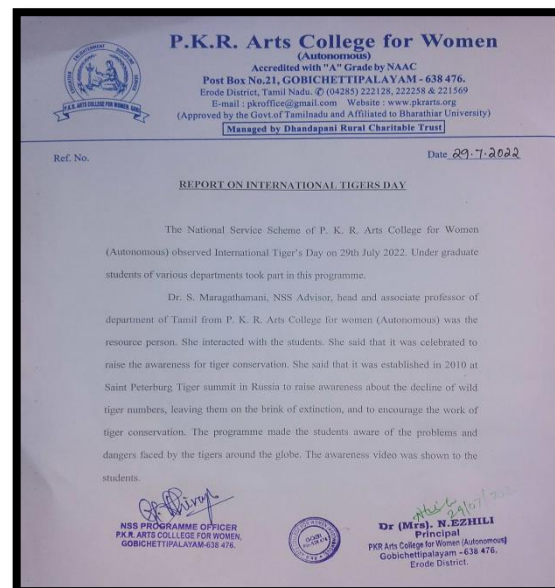 P.K.R. Arts College for Women
(Autonomous)
Accredited with "A" Grade by NAAC
Post Box No.21, GOBICHETTIPALAYAM - 638 476.
Erode District, Tamil Nadu. ✆ (04285) 222128, 222258 & 221569
E-mail : pkroffice@gmail.com Website : www.pkrarts.org
(Approved by the Govt.of Tamilnadu and Affiliated to Bharathiar University)
Managed by Dhandapani Rural Charitable Trust
P.K.R. ARTS COLLEGE FOR WOMEN, GOBI
Ref. No.
Date 29.7.2022
REPORT ON INTERNATIONAL TIGERS DAY
The National Service Scheme of P. K. R. Arts College for Women
(Autonomous) observed International Tiger's Day on 29th July 2022. Under graduate
students of various departments took part in this programme.
Dr. S. Maragathamani, NSS Advisor, head and associate professor of
department of Tamil from P. K. R. Arts College for women (Autonomous) was the
resource person. She interacted with the students. She said that it was celebrated to
raise the awareness for tiger conservation. She said that it was established in 2010 at
Saint Peterburg Tiger summit in Russia to raise awareness about the decline of wild
tiger numbers, leaving them on the brink of extinction, and to encourage the work of
tiger conservation. The programme made the students aware of the problems and
dangers faced by the tigers around the globe. The awareness video was shown to the
students.
NSS PROGRAMME OFFICER
P.K.R. ARTS COLLLEGE FOR WOMEN,
GOBICHETTIPALAYAM-638 476.
Dr (Mrs). N.EZHILI
Principal
PKR Arts College for Women (Autonomous)
Gobichettipalayam - 638 476.
Erode District.